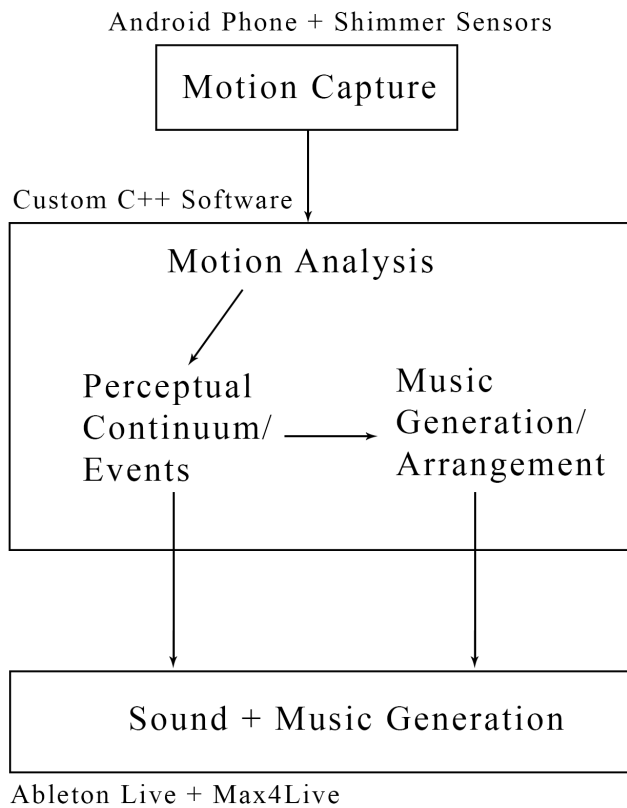 Android Phone + Shimmer Sensors
Motion Capture
Custom C++ Software
Motion Analysis
Perceptual
Continuum/
Events
Music
Generation/
Arrangement
Sound + Music Generation
Ableton Live + Max4Live